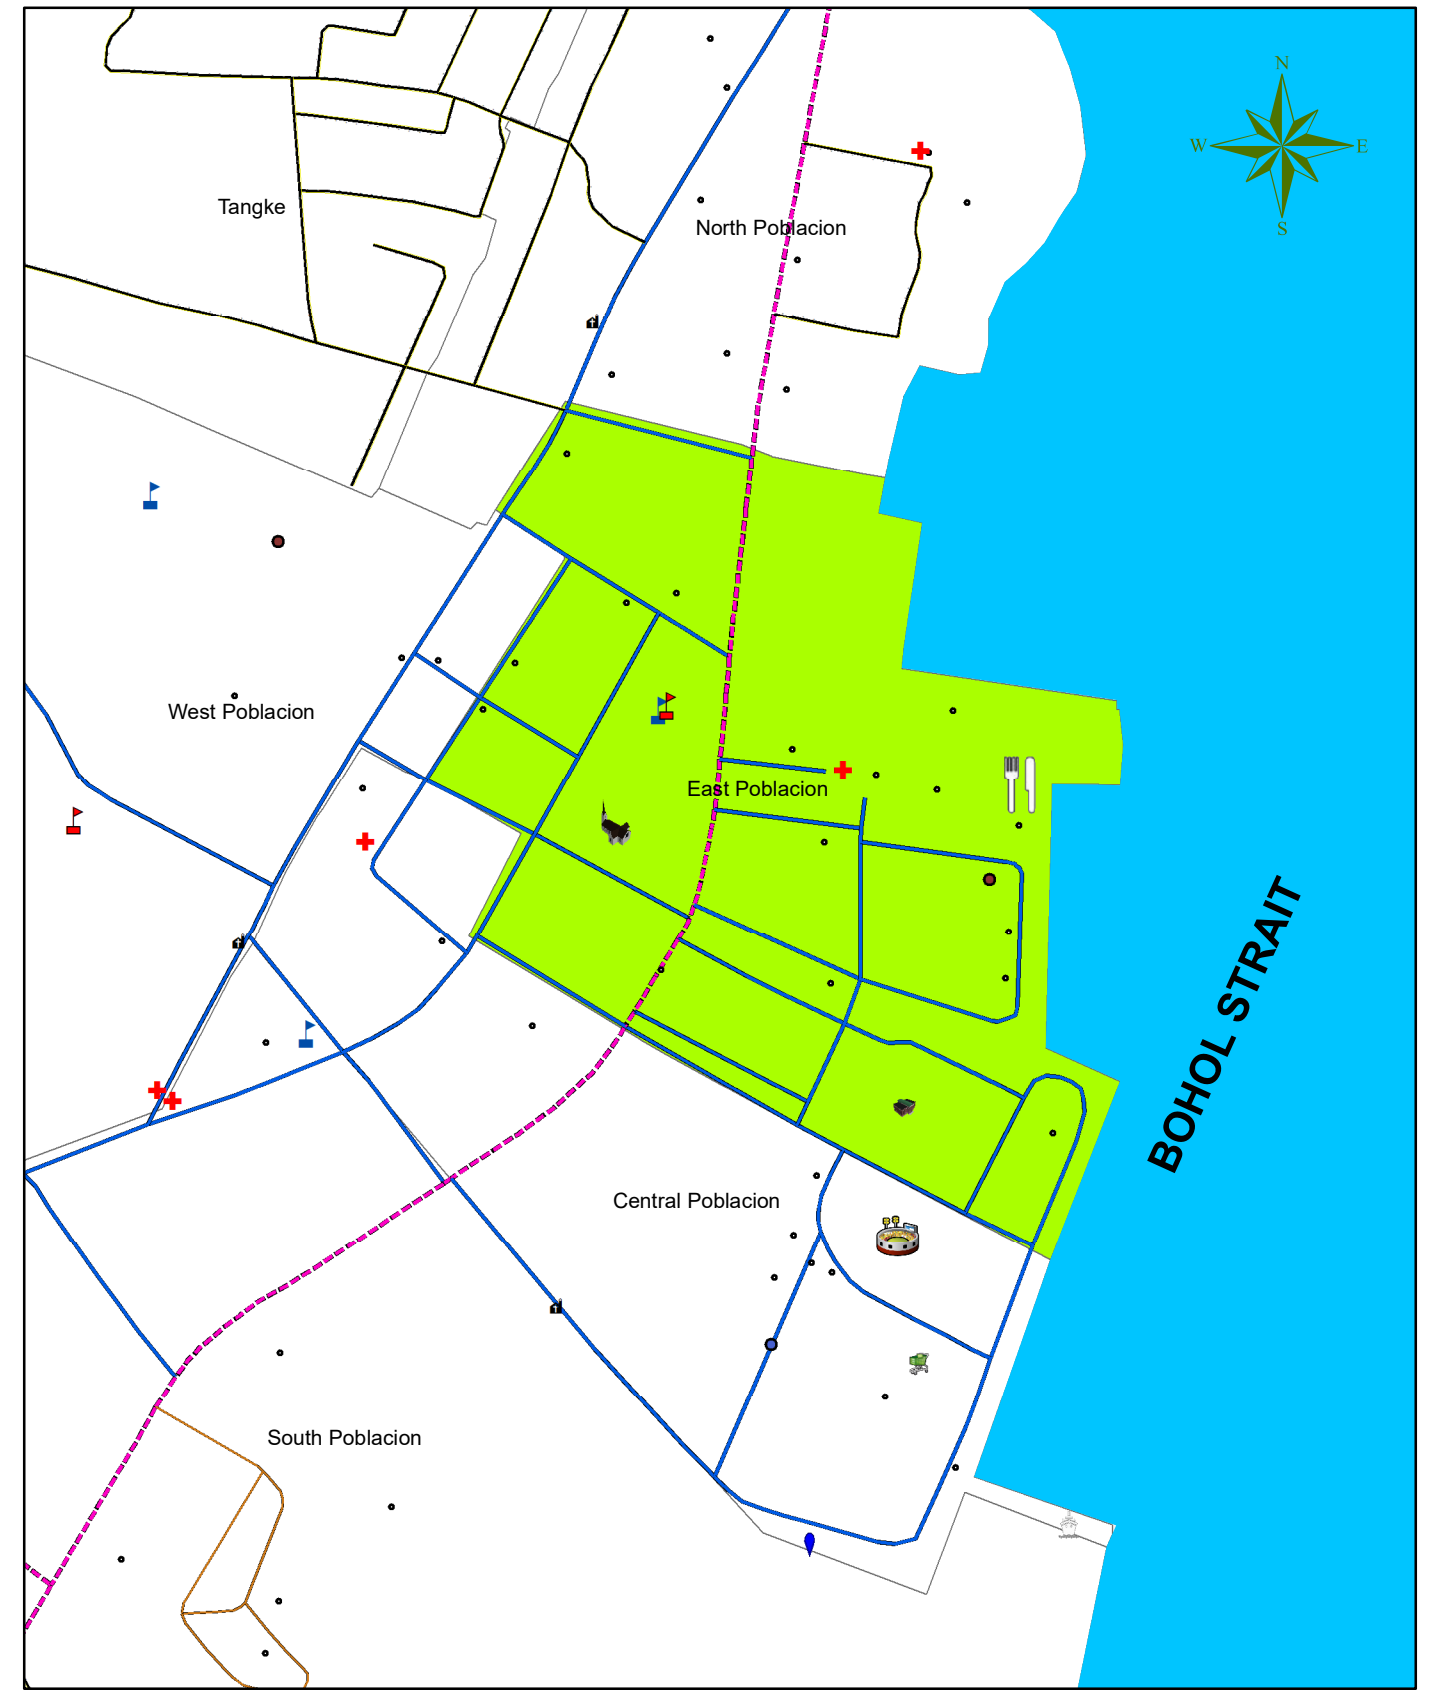 N
W E
S
Tangke
North Poblacion
West Poblacion
East Poblacion
BOHOL STRAIT
Central Poblacion
South Poblacion